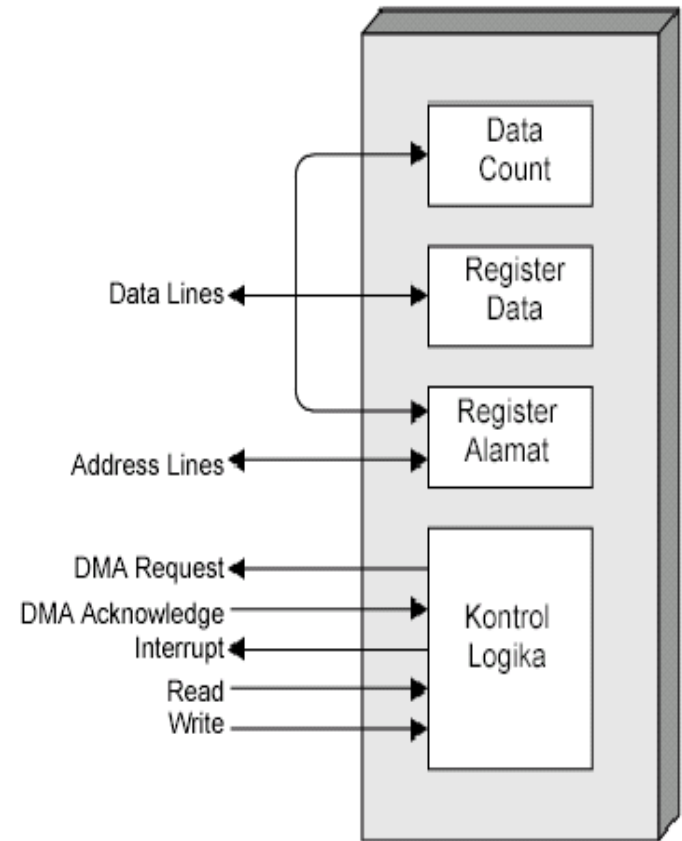 Data
Count
Data Lines
Register
Data
Register
Alamat
Address Lines
DMA Request
DMA Acknowledge
Interrupt
Read
Write
Kontrol
Logika